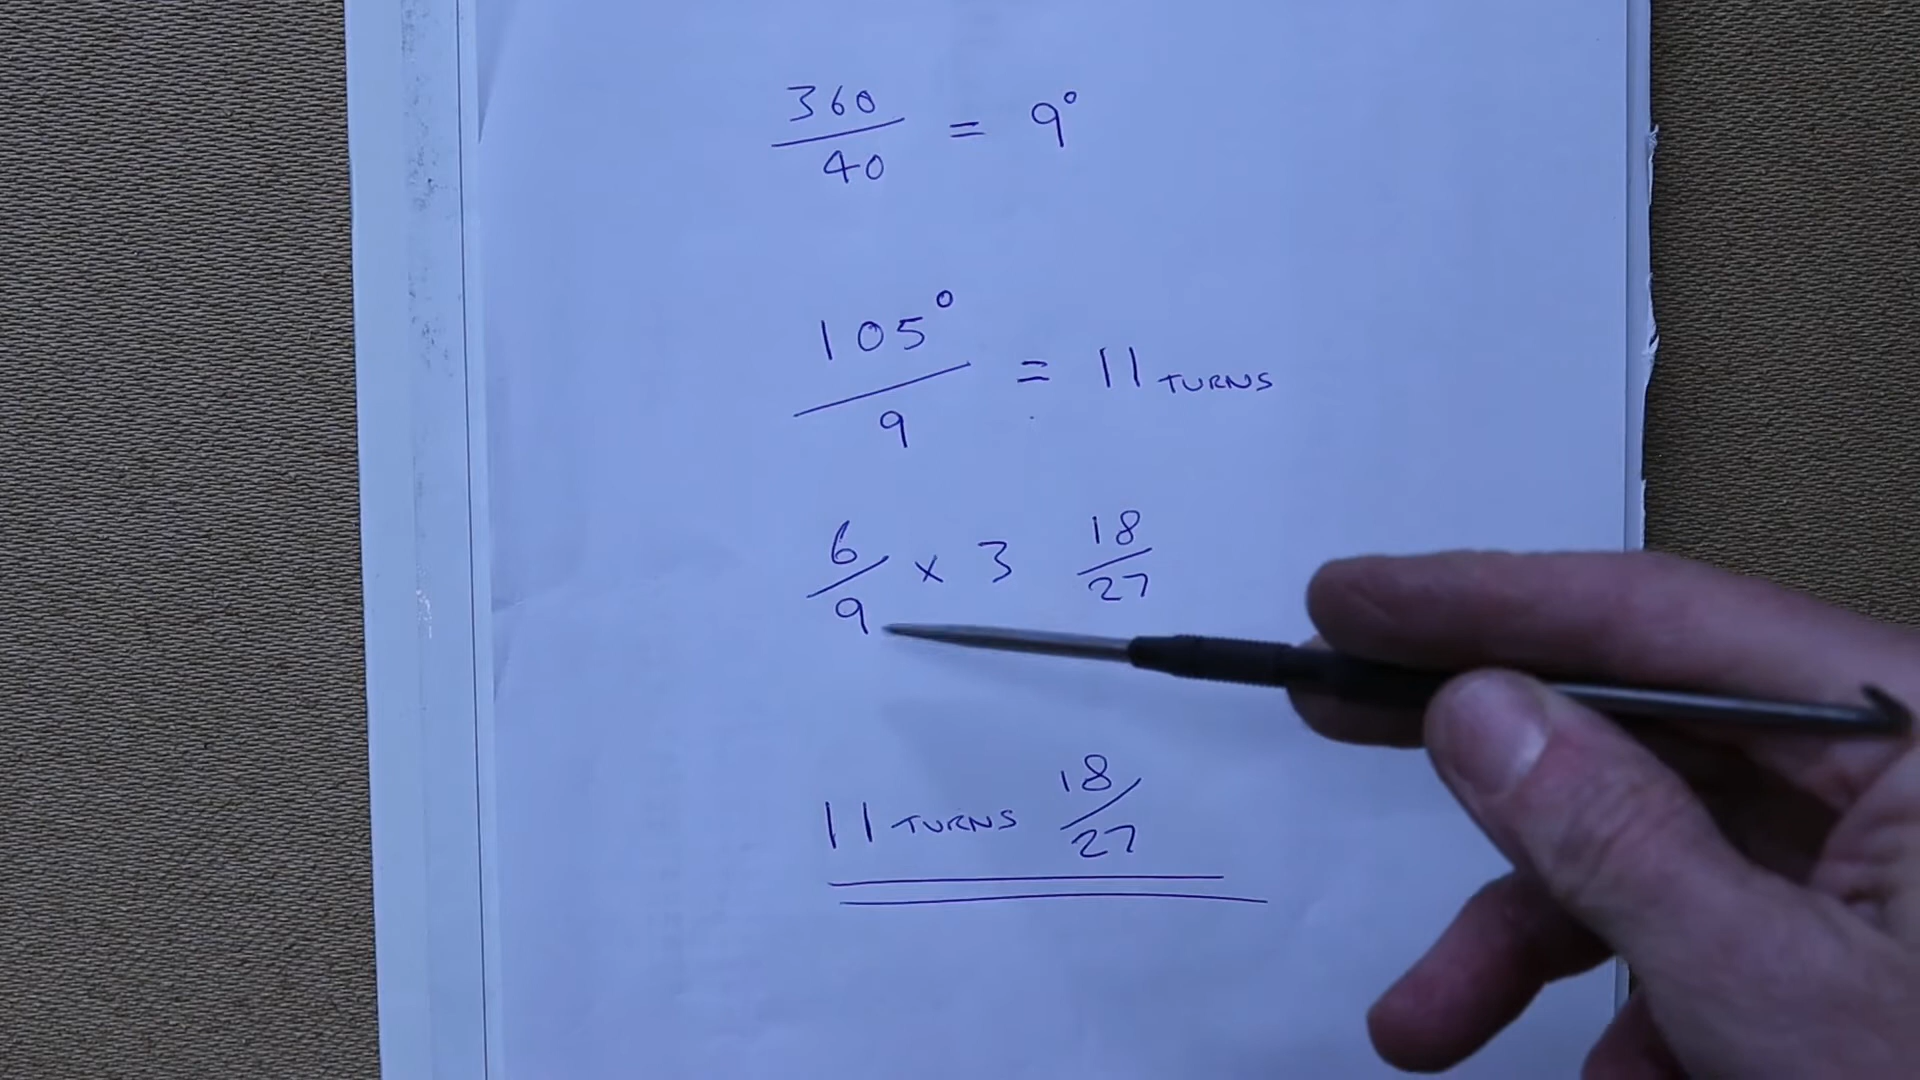 360/40 = 9°
105°/9 = 11 TURNS
6/9 x 3 18/27
11 TURNS 18/27